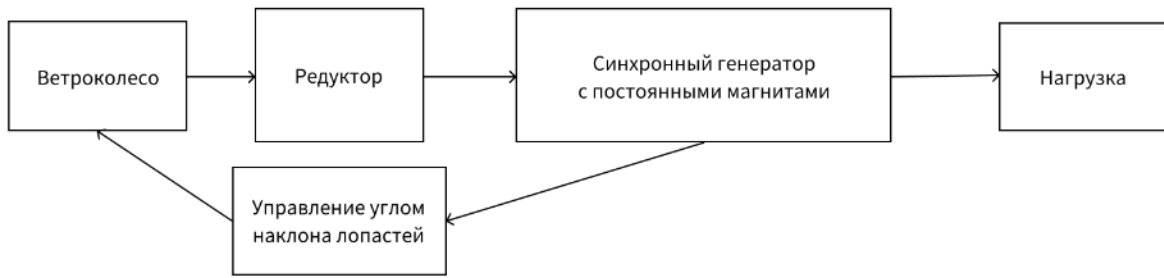 Ветроколесо
Редуктор
Синхронный генератор
с постоянными магнитами
Нагрузка
Управление углом
наклона лопастей